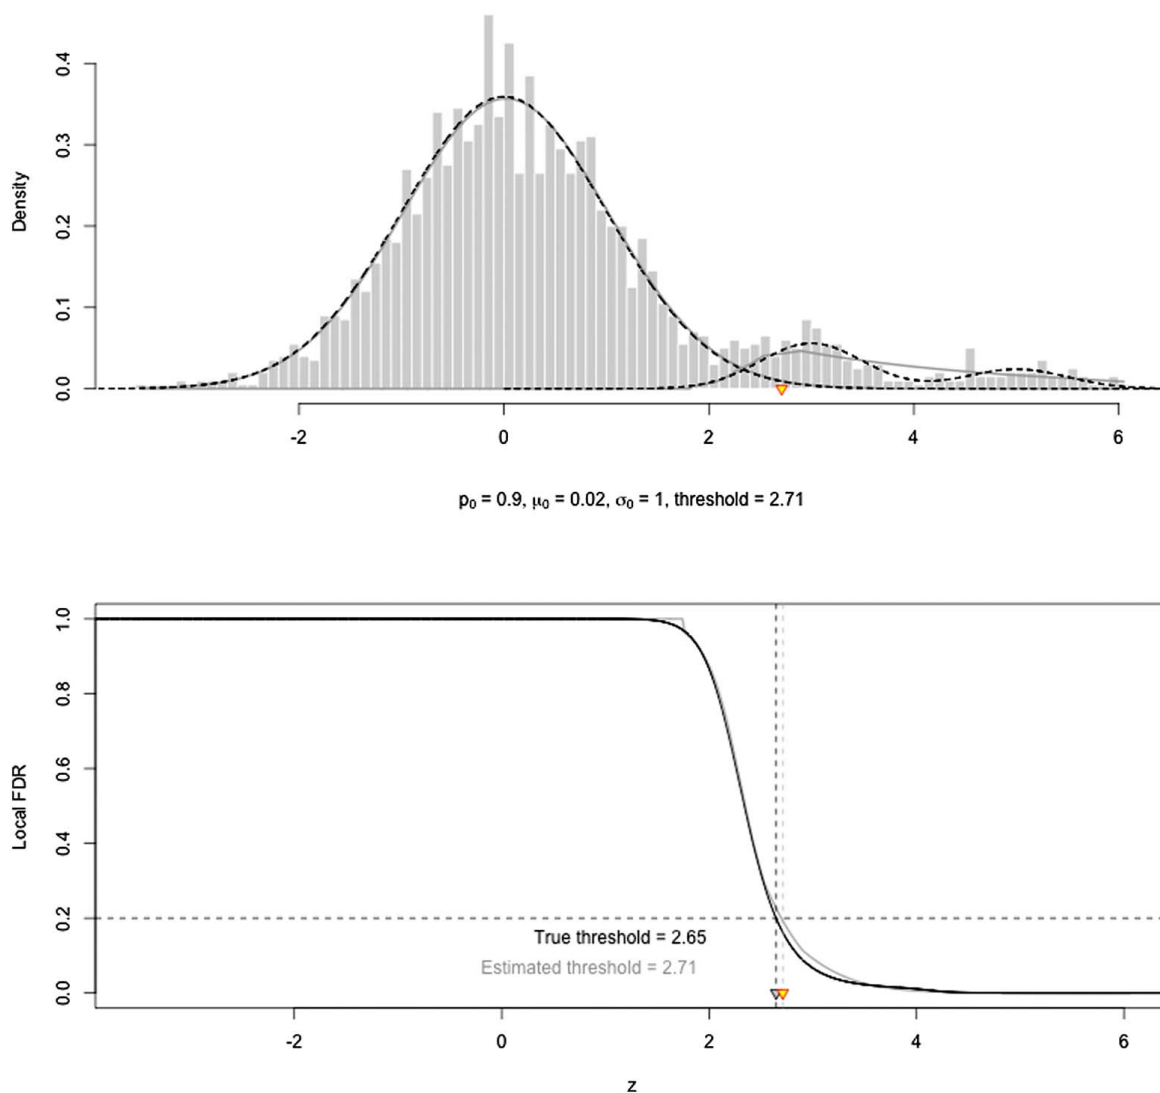 0.4
0.3
0.2
0.1
0.0
Density
-2 0 2 4 6
p₀ = 0.9, μ₀ = 0.02, σ₀ = 1, threshold = 2.71
1.0
0.8
0.6
0.4
0.2
0.0
Local FDR
True threshold = 2.65
Estimated threshold = 2.71
-2 0 2 4 6
z